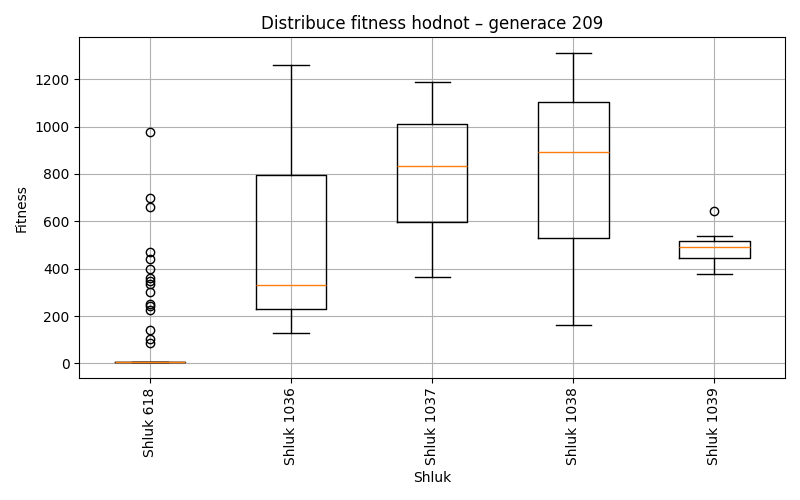 Distribuce fitness hodnot – generace 209
Fitness
1200
1000
800
600
400
200
0
Shluk 618
Shluk 1036
Shluk 1037
Shluk 1038
Shluk 1039
Shluk